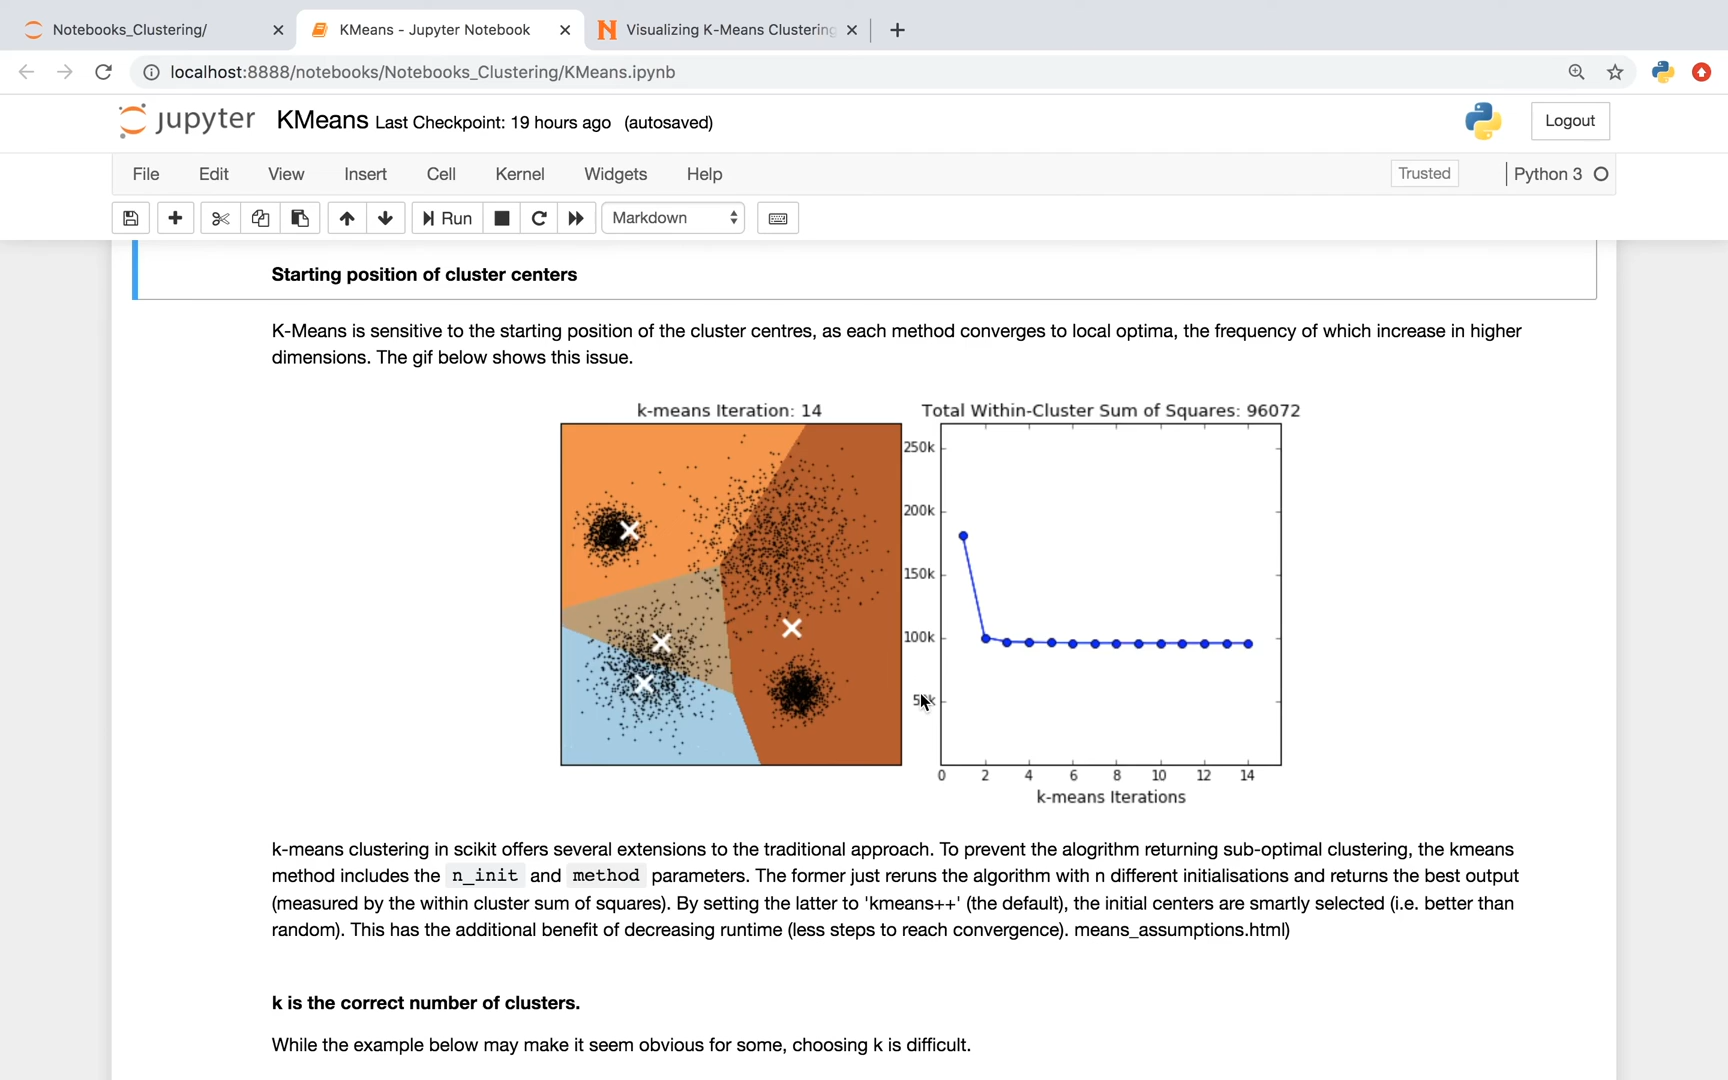 Notebooks_Clustering/
KMeans - Jupyter Notebook
Visualizing K-Means Clustering
localhost:8888/notebooks/Notebooks_Clustering/KMeans.ipynb
jupyter KMeans Last Checkpoint: 19 hours ago (autosaved)
Logout
File Edit View Insert Cell Kernel Widgets Help
Trusted
Python 3
Run
Markdown
Starting position of cluster centers
K-Means is sensitive to the starting position of the cluster centres, as each method converges to local optima, the frequency of which increase in higher
dimensions. The gif below shows this issue.
k-means Iteration: 14
Total Within-Cluster Sum of Squares: 96072
250k
200k
150k
100k
0 2 4 6 8 10 12 14
k-means Iterations
k-means clustering in scikit offers several extensions to the traditional approach. To prevent the alogrithm returning sub-optimal clustering, the kmeans
method includes the n_init and method parameters. The former just reruns the algorithm with n different initialisations and returns the best output
(measured by the within cluster sum of squares). By setting the latter to 'kmeans++' (the default), the initial centers are smartly selected (i.e. better than
random). This has the additional benefit of decreasing runtime (less steps to reach convergence). means_assumptions.html)
k is the correct number of clusters.
While the example below may make it seem obvious for some, choosing k is difficult.